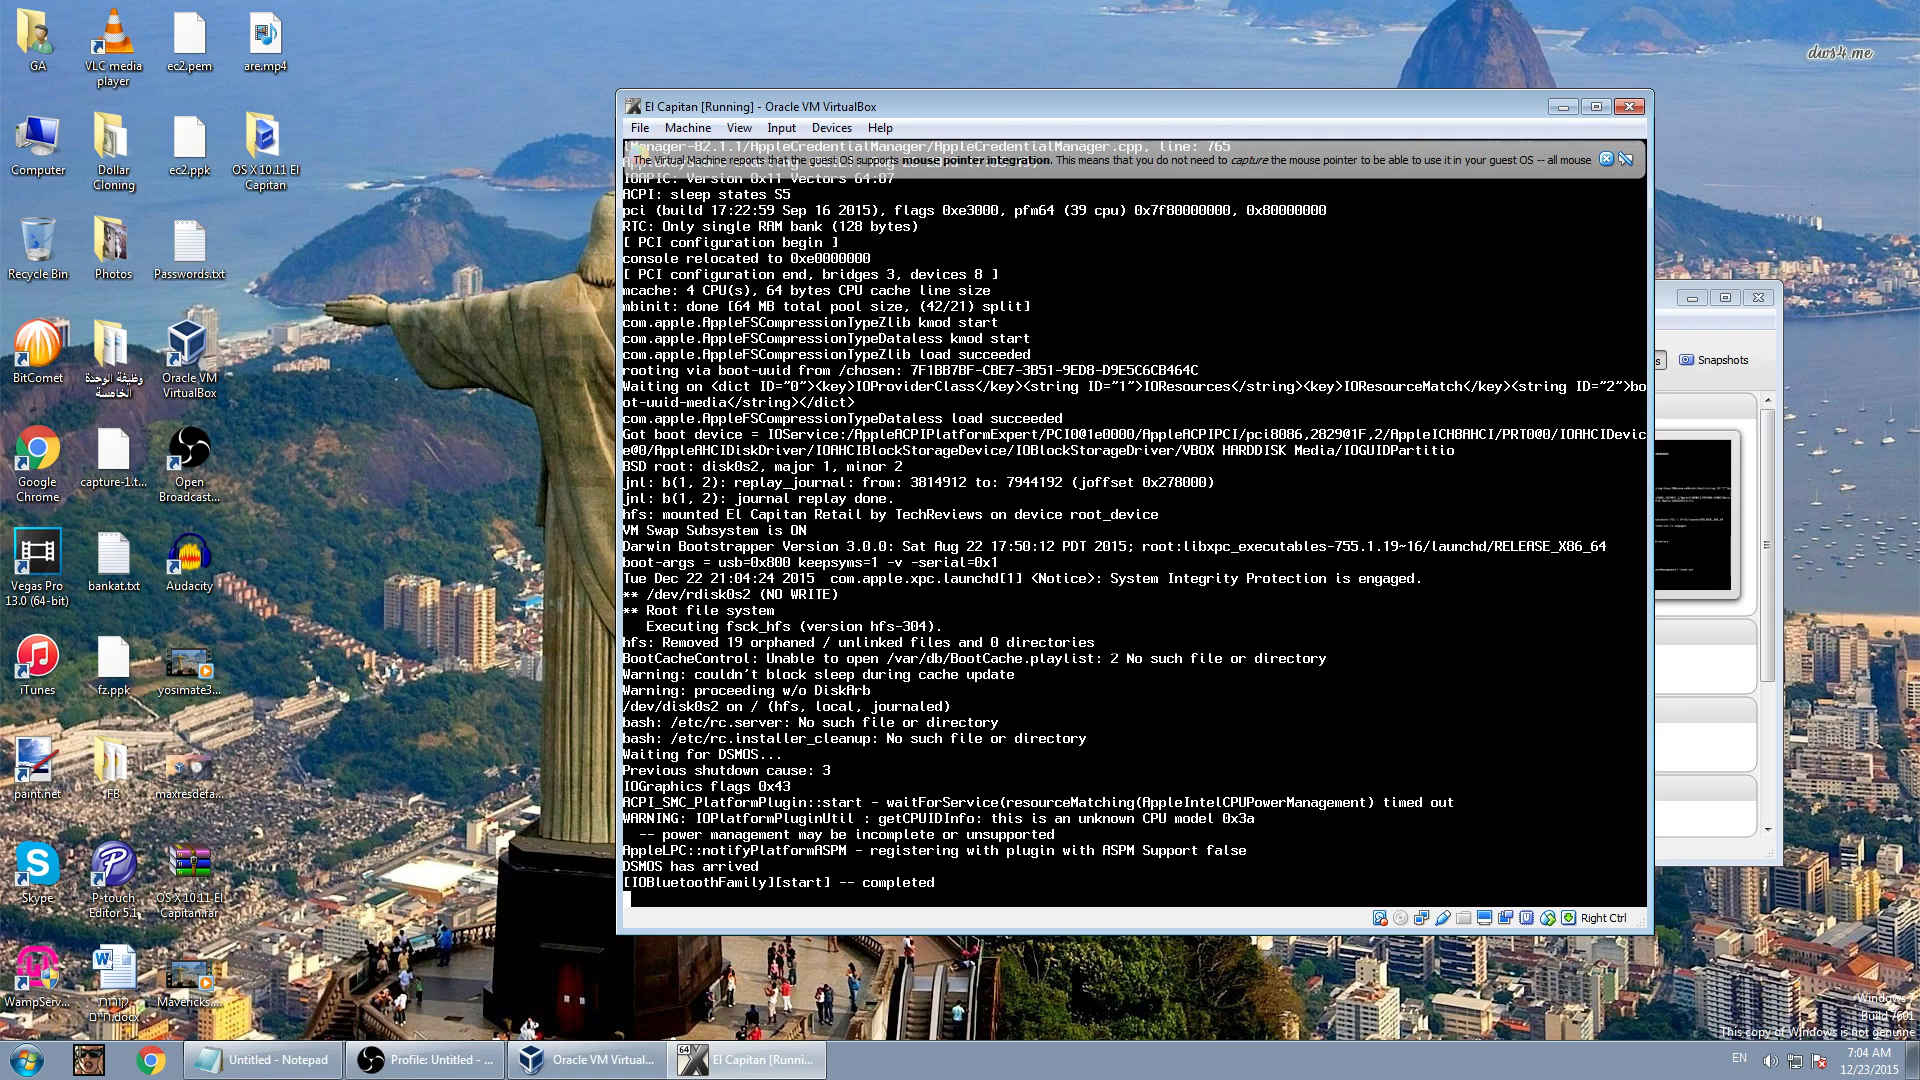 GA
VLC media
player
ec2.pem
are.mp4
dws4.me
Computer
Dollar
Cloning
ec2.ppk
OS X 10.11 El
Capitan
Recycle Bin
Photos
Passwords.txt
BitComet
وظيفة الوحدة
الخامسة
Oracle VM
VirtualBox
Google
Chrome
capture-1.t...
Open
Broadcast...
Vegas Pro
13.0 (64-bit)
bankat.txt
Audacity
iTunes
fz.ppk
yosimate3...
paint.net
FB
maxresdefa...
Skype
P-touch
Editor 5.1
OS X 10.11 El
Capitan.rar
WampServ...
קורות
חיים.docx
Mavericks....
El Capitan [Running] - Oracle VM VirtualBox
File Machine View Input Devices Help
[Manager-82.1.1/AppleCredentialManager/AppleCredentialManager.cpp, line: 765
The Virtual Machine reports that the guest OS supports mouse pointer integration. This means that you do not need to capture the mouse pointer to be able to use it in your guest OS -- all mouse
IOAPIC: Version 0x11 Vectors 64:87
ACPI: sleep states S5
pci (build 17:22:59 Sep 16 2015), flags 0xe3000, pfm64 (39 cpu) 0x7f80000000, 0x80000000
RTC: Only single RAM bank (128 bytes)
[ PCI configuration begin ]
console relocated to 0xe0000000
[ PCI configuration end, bridges 3, devices 8 ]
mcache: 4 CPU(s), 64 bytes CPU cache line size
mbinit: done [64 MB total pool size, (42/21) split]
com.apple.AppleFSCompressionTypeZlib kmod start
com.apple.AppleFSCompressionTypeDataless kmod start
com.apple.AppleFSCompressionTypeZlib load succeeded
rooting via boot-uuid from /chosen: 7F1BB7BF-CBE7-3B51-9ED8-D9E5C6CB464C
Waiting on <dict ID="0"><key>IOProviderClass</key><string ID="1">IOResources</string><key>IOResourceMatch</key><string ID="2">bo
ot-uuid-media</string></dict>
com.apple.AppleFSCompressionTypeDataless load succeeded
Got boot device = IOService:/AppleACPIPlatformExpert/PCI0@1e0000/AppleACPIPCI/pci8086,2829@1F,2/AppleICH8AHCI/PRT0@0/IOAHCIDevic
e@0/AppleAHCIDiskDriver/IOAHCIBlockStorageDevice/IOBlockStorageDriver/VBOX HARDDISK Media/IOGUIDPartitio
BSD root: disk0s2, major 1, minor 2
jnl: b(1, 2): replay_journal: from: 3814912 to: 7944192 (joffset 0x278000)
jnl: b(1, 2): journal replay done.
hfs: mounted El Capitan Retail by TechReviews on device root_device
VM Swap Subsystem is ON
Darwin Bootstrapper Version 3.0.0: Sat Aug 22 17:50:12 PDT 2015; root:libxpc_executables-755.1.19~16/launchd/RELEASE_X86_64
boot-args = usb=0x800 keepsyms=1 -v -serial=0x1
Tue Dec 22 21:04:24 2015  com.apple.xpc.launchd[1] <Notice>: System Integrity Protection is engaged.
** /dev/rdisk0s2 (NO WRITE)
** Root file system
   Executing fsck_hfs (version hfs-304).
hfs: Removed 19 orphaned / unlinked files and 0 directories
BootCacheControl: Unable to open /var/db/BootCache.playlist: 2 No such file or directory
Warning: couldn't block sleep during cache update
Warning: proceeding w/o DiskArb
/dev/disk0s2 on / (hfs, local, journaled)
bash: /etc/rc.server: No such file or directory
bash: /etc/rc.installer_cleanup: No such file or directory
Waiting for DSMOS...
Previous shutdown cause: 3
IOGraphics flags 0x43
ACPI_SMC_PlatformPlugin::start - waitForService(resourceMatching(AppleIntelCPUPowerManagement) timed out
WARNING: IOPlatformPluginUtil : getCPUIDInfo: this is an unknown CPU model 0x3a
  -- power management may be incomplete or unsupported
AppleLPC::notifyPlatformASPM - registering with plugin with ASPM Support false
DSMOS has arrived
[IOBluetoothFamily][start] -- completed
Right Ctrl
s
Snapshots
Windows 7
Build 7601
This copy of Windows is not genuine
Untitled - Notepad
Profile: Untitled - ...
Oracle VM Virtual...
64
El Capitan [Runni...
EN
7:04 AM
12/23/2015